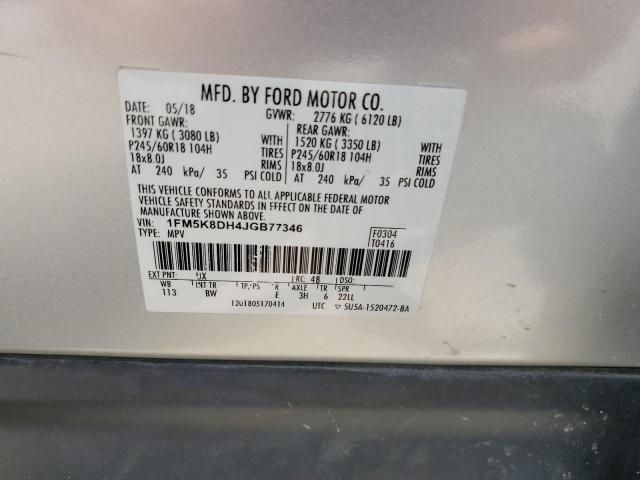 MFD. BY FORD MOTOR CO.
DATE: 05/18 GVWR: 2776 KG ( 6120 LB)
FRONT GAWR: REAR GAWR:
1397 KG ( 3080 LB) WITH 1520 KG ( 3350 LB) WITH
P245/60R18 104H TIRES P245/60R18 104H TIRES
18x8.0J RIMS 18x8.0J RIMS
AT 240 kPa/ 35 PSI COLD AT 240 kPa/ 35 PSI COLD
THIS VEHICLE CONFORMS TO ALL APPLICABLE FEDERAL MOTOR
VEHICLE SAFETY STANDARDS IN EFFECT ON THE DATE OF
MANUFACTURE SHOWN ABOVE.
VIN: 1FM5K8DH4JGB77346 F0304
TYPE: MPV T0416
EXT PNT: UX RC: 48 DSO:
WB INT TR TP/PS R AXLE TR SPR
113 BW E 3H 6 22LL
1201805170414 UTC ▽ 5U5A-1520472-BA